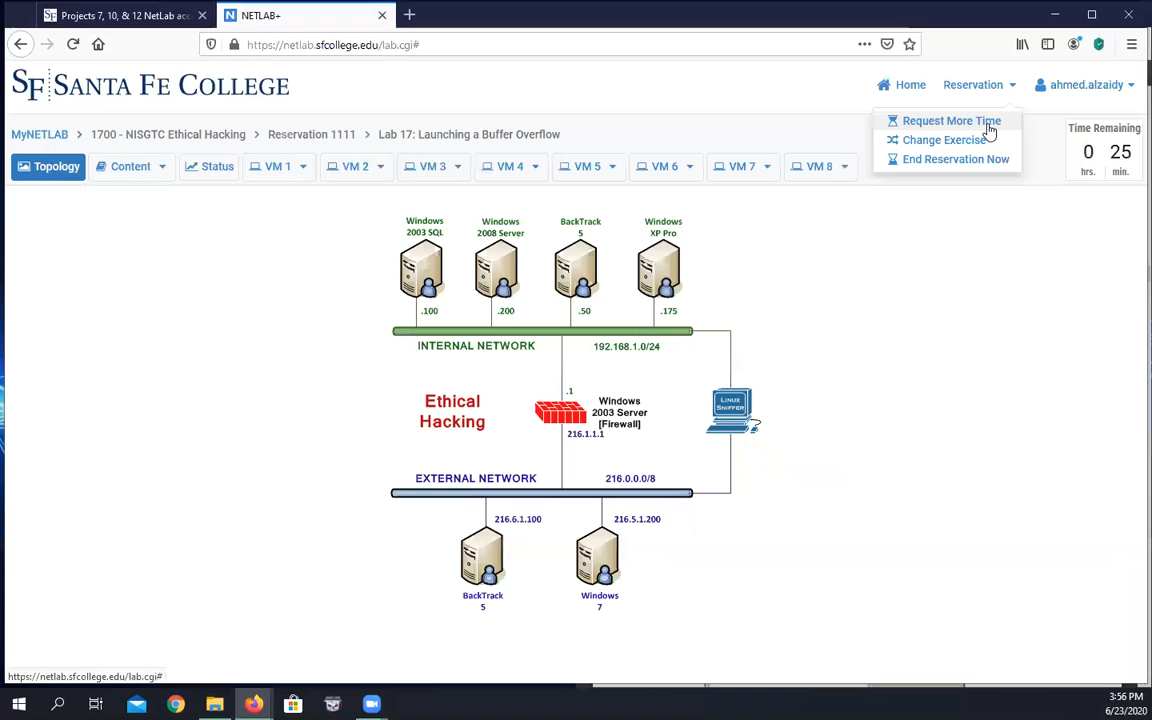 Projects 7, 10, & 12 NetLab acc
NETLAB+
https://netlab.sfcollege.edu/lab.cgi#
SF SANTA FE COLLEGE
Home
Reservation
ahmed.alzaidy
Request More Time
Change Exercise
End Reservation Now
MyNETLAB
1700 - NISGTC Ethical Hacking
Reservation 1111
Lab 17: Launching a Buffer Overflow
Time Remaining
0 25
hrs. min.
Topology
Content
Status
VM 1
VM 2
VM 3
VM 4
VM 5
VM 6
VM 7
VM 8
Windows
2003 SQL
Windows
2008 Server
BackTrack
5
Windows
XP Pro
.100
.200
.50
.175
INTERNAL NETWORK
192.168.1.0/24
Ethical
Hacking
.1
Windows
2003 Server
[Firewall]
216.1.1.1
LINUX
SNIFFER
EXTERNAL NETWORK
216.0.0.0/8
216.6.1.100
216.5.1.200
BackTrack
5
Windows
7
https://netlab.sfcollege.edu/lab.cgi#
3:56 PM
6/23/2020